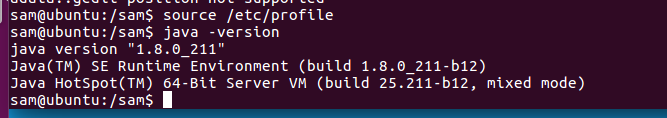 sam@ubuntu:/sam$ source /etc/profile
sam@ubuntu:/sam$ java -version
java version "1.8.0_211"
Java(TM) SE Runtime Environment (build 1.8.0_211-b12)
Java HotSpot(TM) 64-Bit Server VM (build 25.211-b12, mixed mode)
sam@ubuntu:/sam$